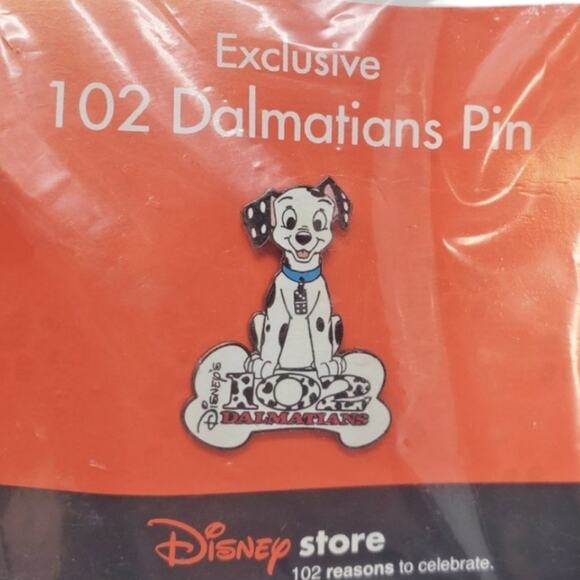 Exclusive
102 Dalmatians Pin
DISNEY'S
102
DALMATIANS
Disney store
102 reasons to celebrate.